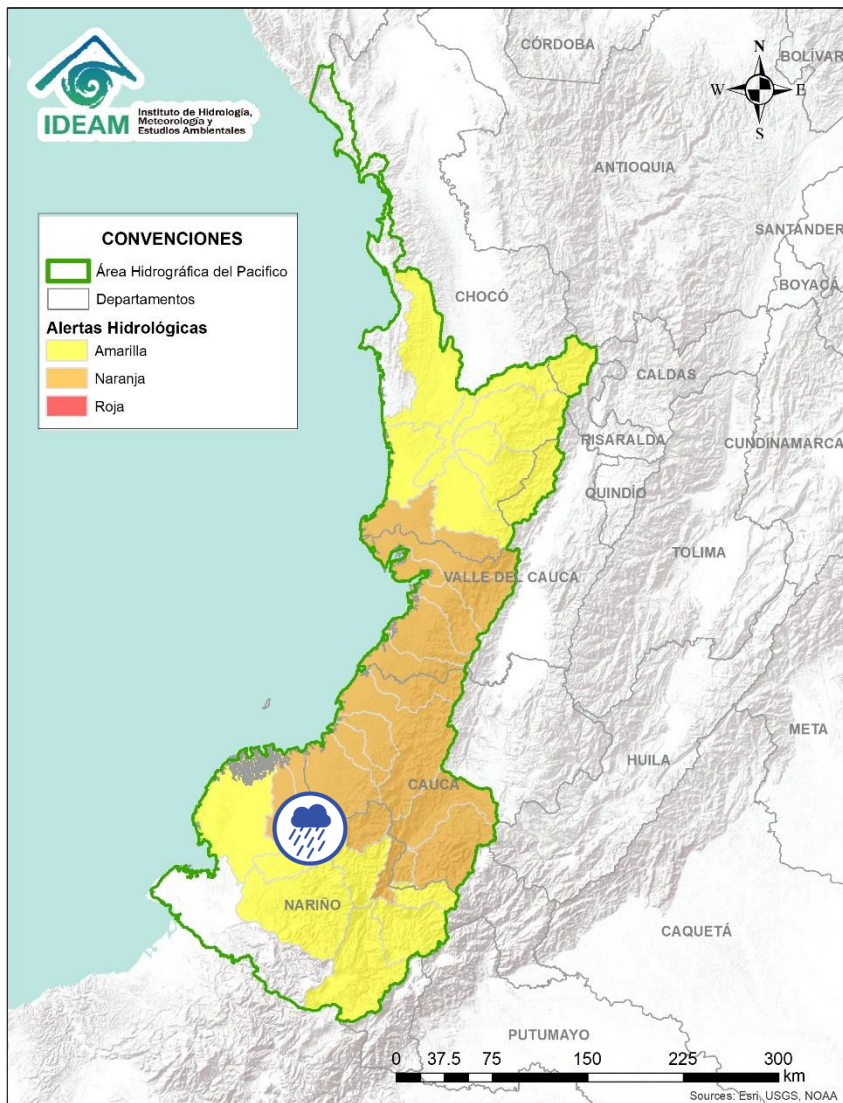 IDEAM
Instituto de Hidrología,
Meteorología y
Estudios Ambientales
CÓRDOBA
BOLÍVAR
N
W
E
S
ANTIOQUIA
SANTANDER
BOYACÁ
CONVENCIONES
Área Hidrográfica del Pacifico
Departamentos
Alertas Hidrológicas
Amarilla
Naranja
Roja
CHOCÓ
CALDAS
RISARALDA
CUNDINAMARCA
QUINDÍO
TOLIMA
VALLE DEL CAUCA
META
HUILA
CAUCA
NARIÑO
CAQUETÁ
PUTUMAYO
0 37.5 75 150 225 300
km
Sources: Esri, USGS, NOAA